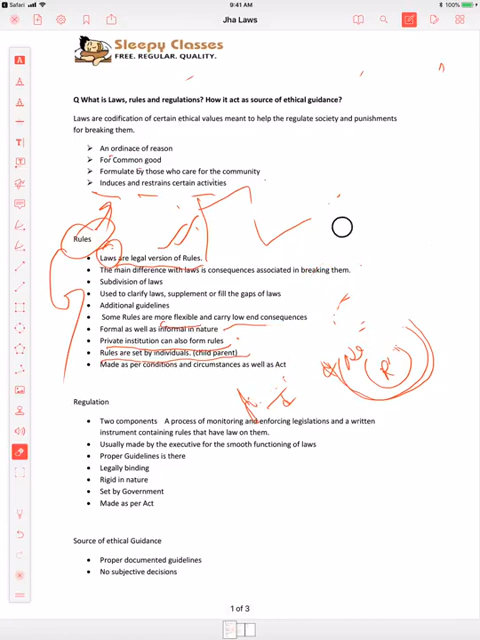 Safari
9:41 AM
100%
Jha Laws
Sleepy Classes
FREE. REGULAR. QUALITY.
Q What is Laws, rules and regulations? How it act as source of ethical guidance?
Laws are codification of certain ethical values meant to help the regulate society and punishments
for breaking them.
An ordinace of reason
For Common good
Formulate by those who care for the community
Induces and restrains certain activities
Rules
Laws are legal version of Rules.
The main difference with laws is consequences associated in breaking them.
Subdivision of laws
Used to clarify laws, supplement or fill the gaps of laws
Additional guidelines
Some Rules are more flexible and carry low end consequences
Formal as well as informal in nature
Private institution can also form rules
Rules are set by individuals. (child parent)
Made as per conditions and circumstances as well as Act
Regulation
Two components A process of monitoring and enforcing legislations and a written
instrument containing rules that have law on them.
Usually made by the executive for the smooth functioning of laws
Proper Guidelines is there
Legally binding
Rigid in nature
Set by Government
Made as per Act
Source of ethical Guidance
Proper documented guidelines
No subjective decisions
1 of 3